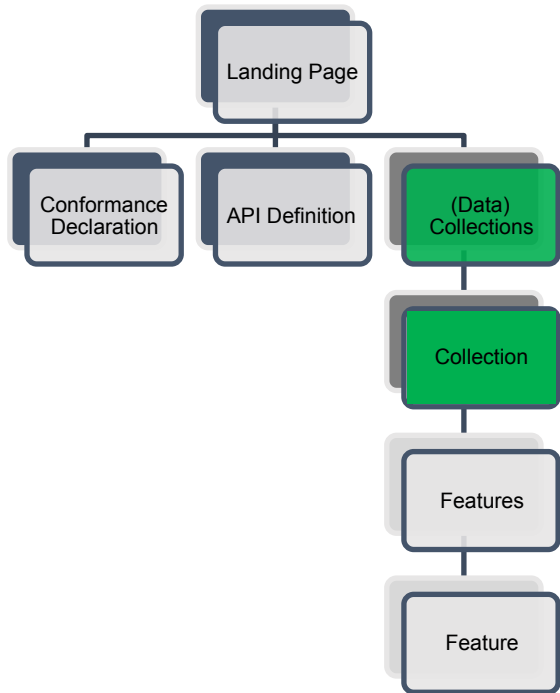 Landing Page
Conformance
Declaration
API Definition
(Data)
Collections
Collection
Features
Feature